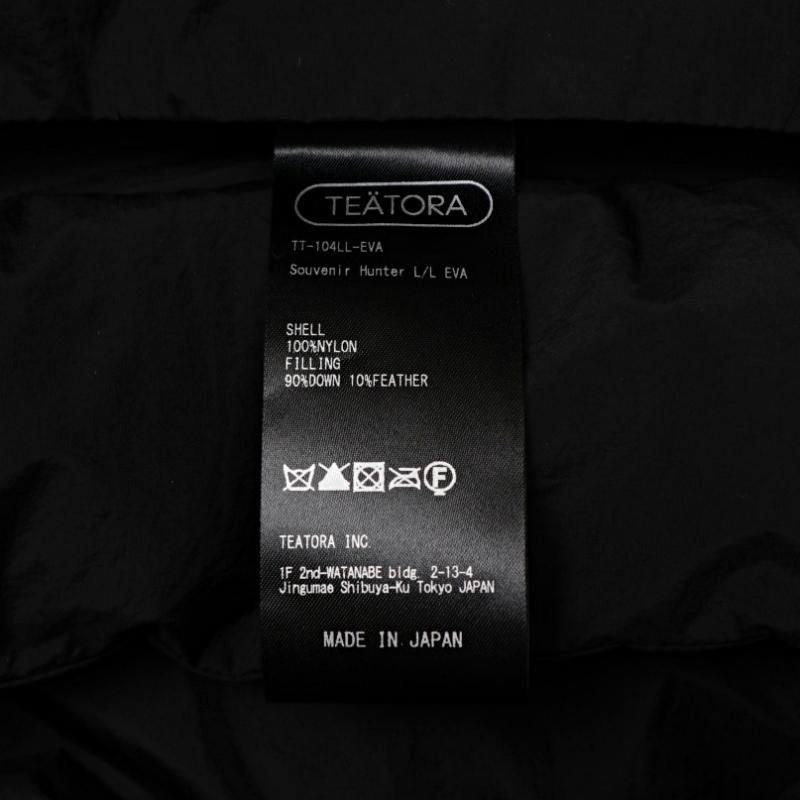 TEÄTORA
TT-104LL-EVA
Souvenir Hunter L/L EVA
SHELL
100%NYLON
FILLING
90%DOWN 10%FEATHER
F
TEATORA INC.
1F 2nd-WATANABE bldg. 2-13-4
Jingumae Shibuya-Ku Tokyo JAPAN
MADE IN JAPAN